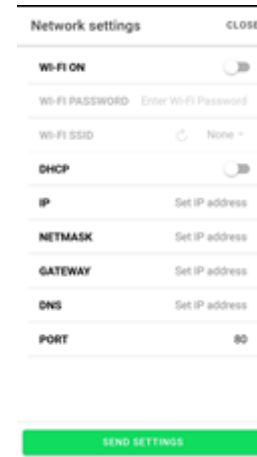 Network settings CLOSE
WI-FI ON
WI-FI PASSWORD Enter Wi-Fi Password
WI-FI SSID None
DHCP
IP Set IP address
NETMASK Set IP address
GATEWAY Set IP address
DNS Set IP address
PORT 80
SEND SETTINGS